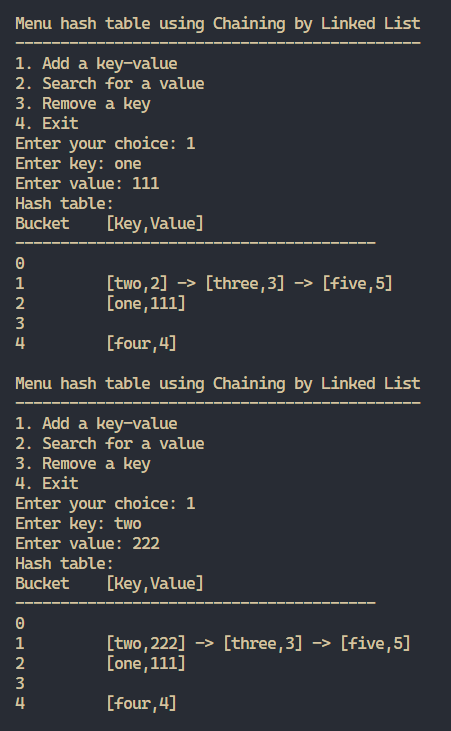 Menu hash table using Chaining by Linked List
---------------------------------------------
1. Add a key-value
2. Search for a value
3. Remove a key
4. Exit
Enter your choice: 1
Enter key: one
Enter value: 111
Hash table:
Bucket    [Key,Value]
----------------------------------------
0
1         [two,2] -> [three,3] -> [five,5]
2         [one,111]
3
4         [four,4]

Menu hash table using Chaining by Linked List
---------------------------------------------
1. Add a key-value
2. Search for a value
3. Remove a key
4. Exit
Enter your choice: 1
Enter key: two
Enter value: 222
Hash table:
Bucket    [Key,Value]
----------------------------------------
0
1         [two,222] -> [three,3] -> [five,5]
2         [one,111]
3
4         [four,4]